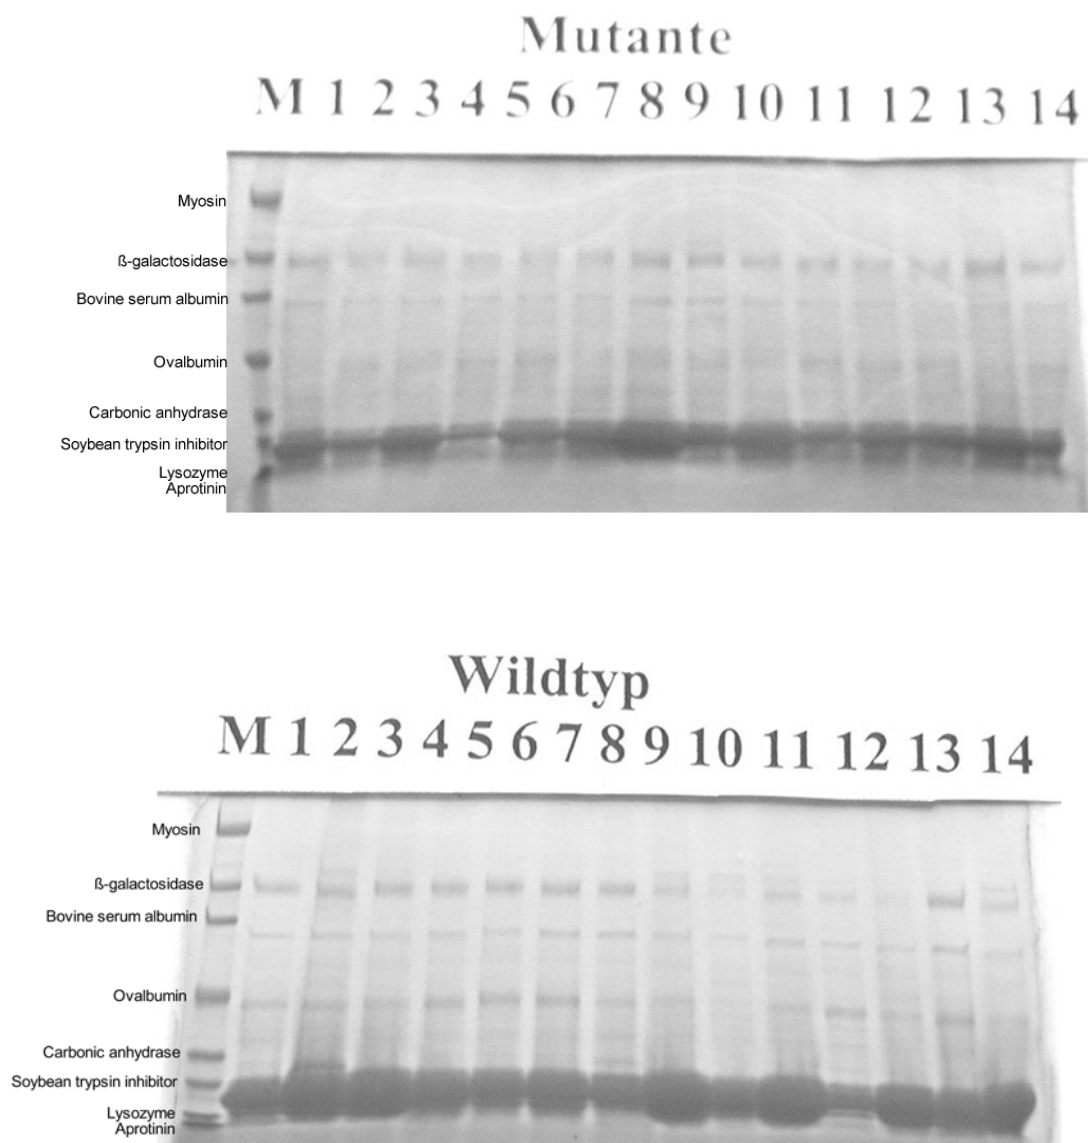 Mutante
M 1 2 3 4 5 6 7 8 9 10 11 12 13 14
Myosin
ß-galactosidase
Bovine serum albumin
Ovalbumin
Carbonic anhydrase
Soybean trypsin inhibitor
Lysozyme
Aprotinin
Wildtyp
M 1 2 3 4 5 6 7 8 9 10 11 12 13 14
Myosin
ß-galactosidase
Bovine serum albumin
Ovalbumin
Carbonic anhydrase
Soybean trypsin inhibitor
Lysozyme
Aprotinin